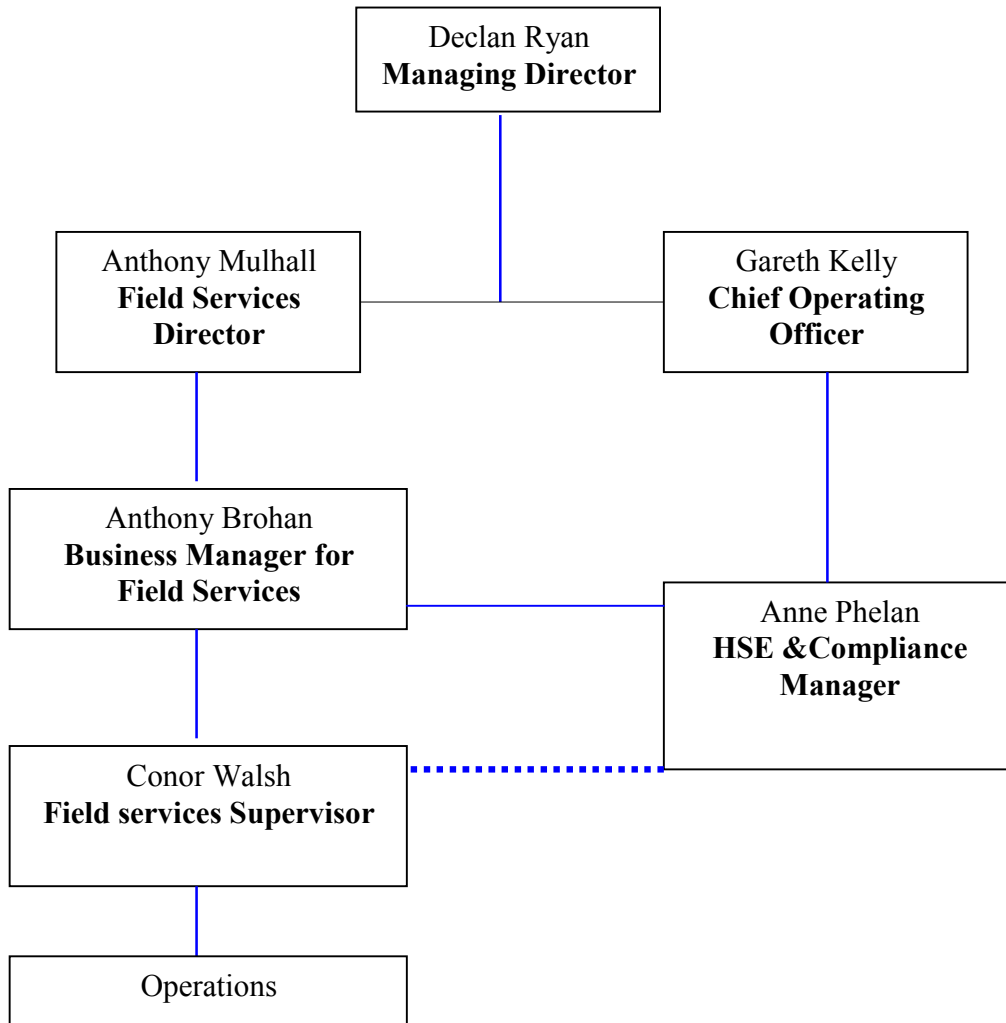 Declan Ryan
Managing Director
Anthony Mulhall
Field Services
Director
Gareth Kelly
Chief Operating
Officer
Anthony Brohan
Business Manager for
Field Services
Anne Phelan
HSE &Compliance
Manager
Conor Walsh
Field services Supervisor
Operations